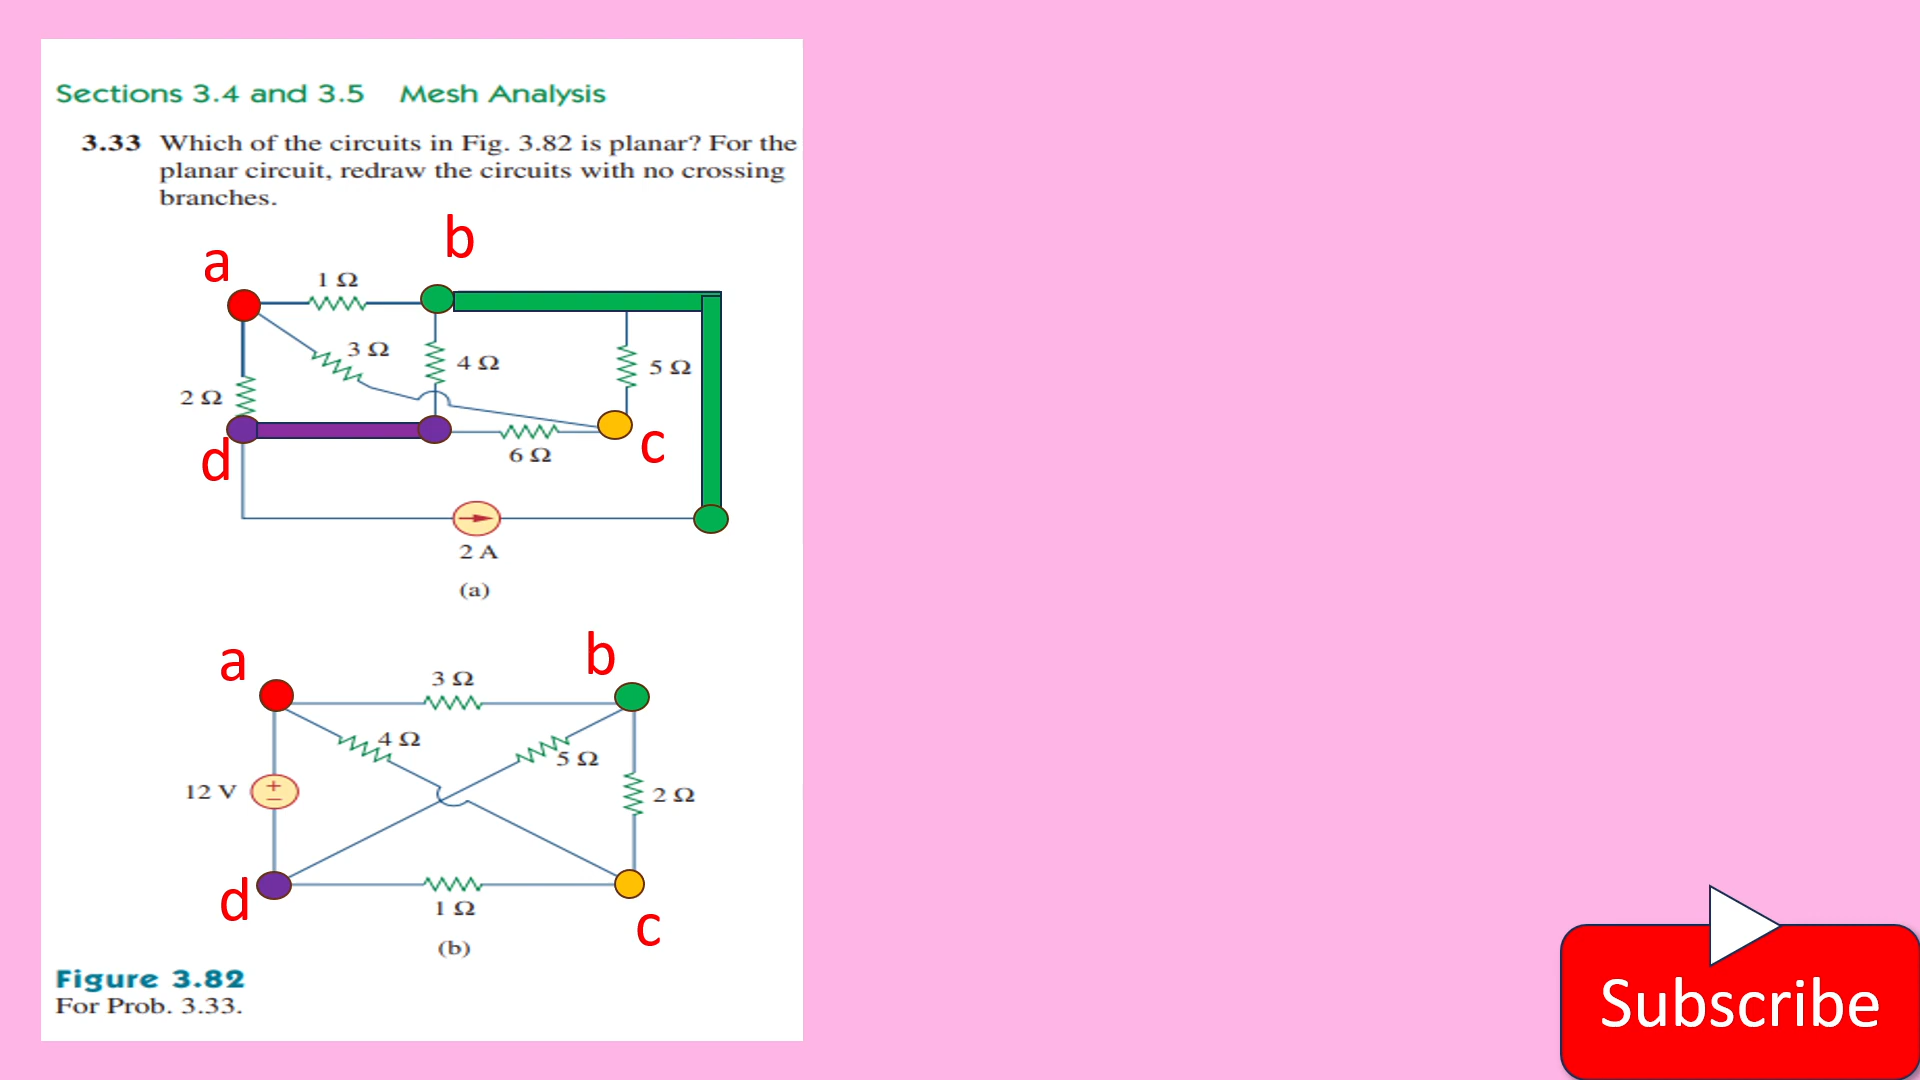 Sections 3.4 and 3.5 Mesh Analysis
3.33 Which of the circuits in Fig. 3.82 is planar? For the
planar circuit, redraw the circuits with no crossing
branches.
b
a
1 Ω
3 Ω
4 Ω
5 Ω
2 Ω
c
d
6 Ω
2 A
(a)
b
a
3 Ω
4 Ω
5 Ω
12 V
+
−
2 Ω
d
1 Ω
c
(b)
Figure 3.82
For Prob. 3.33.
Subscribe